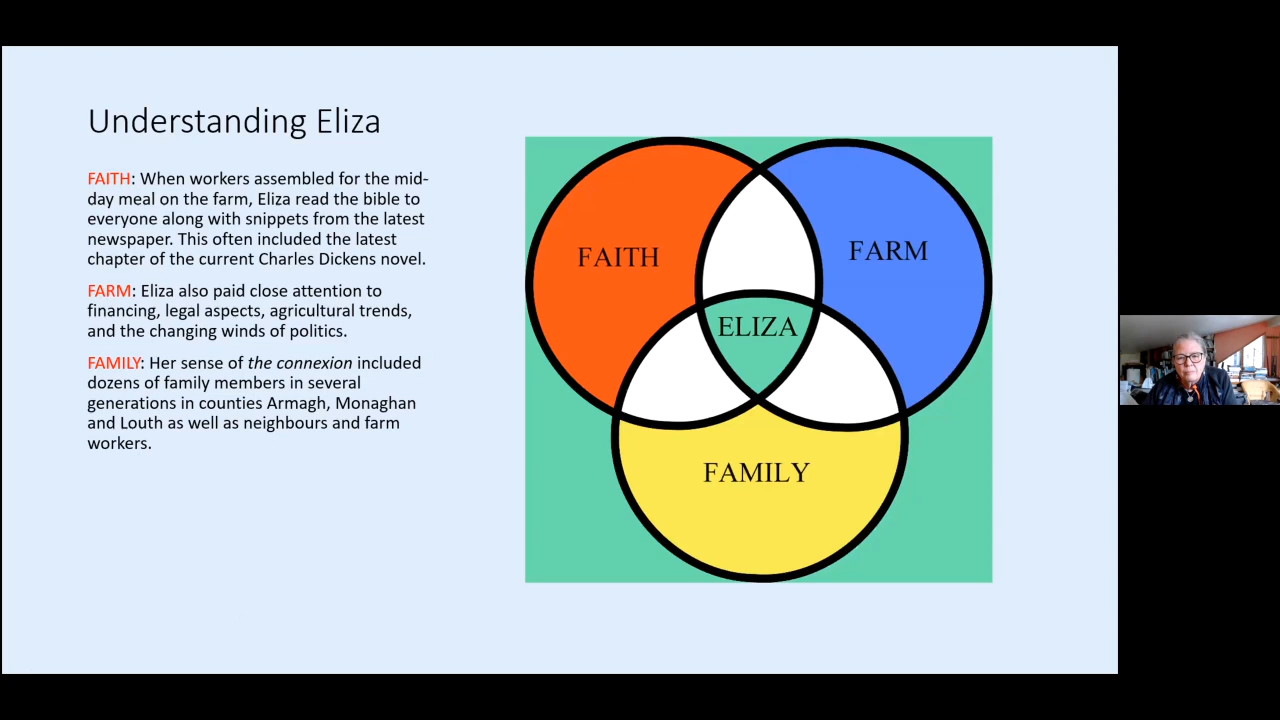 Understanding Eliza
FAITH: When workers assembled for the mid-
day meal on the farm, Eliza read the bible to
everyone along with snippets from the latest
newspaper. This often included the latest
chapter of the current Charles Dickens novel.
FARM: Eliza also paid close attention to
financing, legal aspects, agricultural trends,
and the changing winds of politics.
FAMILY: Her sense of the connexion included
dozens of family members in several
generations in counties Armagh, Monaghan
and Louth as well as neighbours and farm
workers.
FAITH
FARM
ELIZA
FAMILY